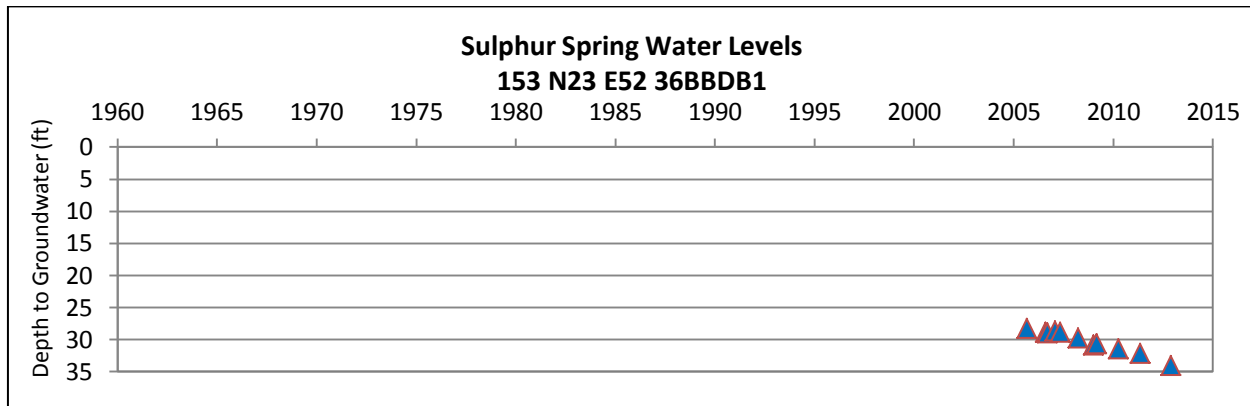 Sulphur Spring Water Levels
153 N23 E52 36BBDB1
1960 1965 1970 1975 1980 1985 1990 1995 2000 2005 2010 2015
Depth to Groundwater (ft)
0
5
10
15
20
25
30
35